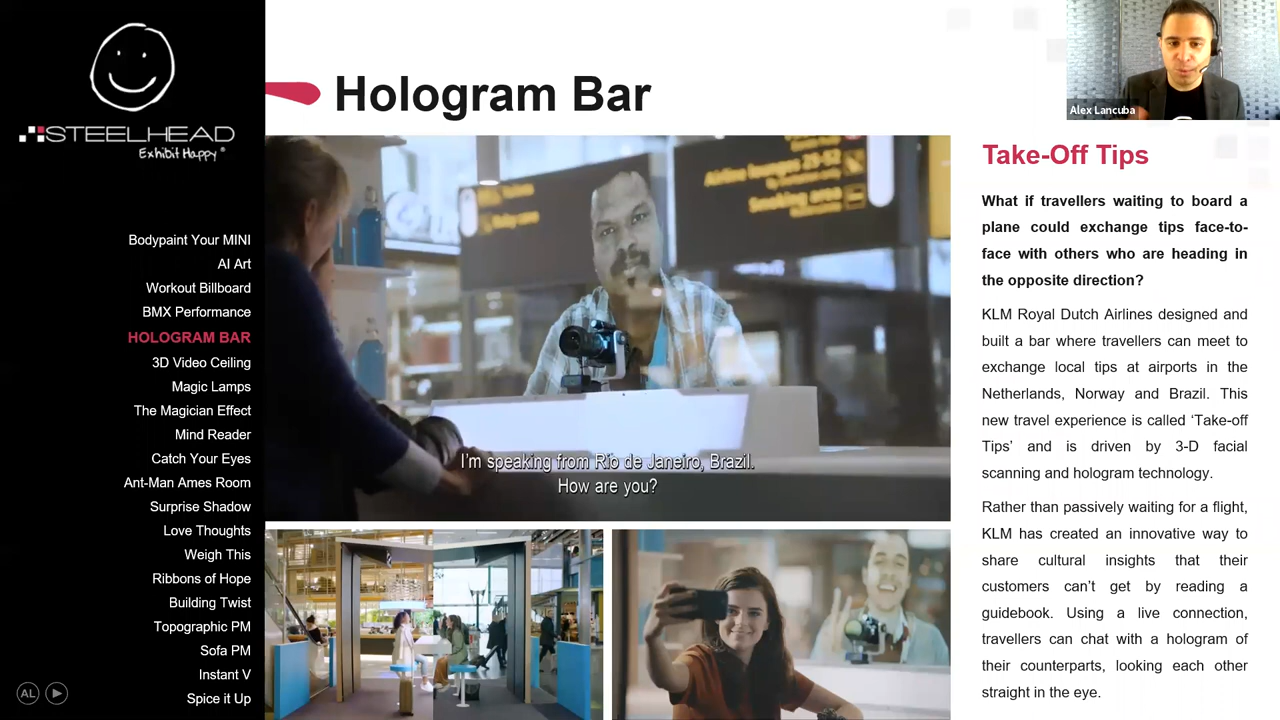 STEELHEAD
Exhibit Happy
Bodypaint Your MINI
AI Art
Workout Billboard
BMX Performance
HOLOGRAM BAR
3D Video Ceiling
Magic Lamps
The Magician Effect
Mind Reader
Catch Your Eyes
Ant-Man Ames Room
Surprise Shadow
Love Thoughts
Weigh This
Ribbons of Hope
Building Twist
Topographic PM
Sofa PM
Instant V
Spice it Up
AL
Hologram Bar
Airline lounges 25-52
Smoking area
I'm speaking from Rio de Janeiro, Brazil.
How are you?
Alex Lancuba
Take-Off Tips
What if travellers waiting to board a
plane could exchange tips face-to-
face with others who are heading in
the opposite direction?
KLM Royal Dutch Airlines designed and
built a bar where travellers can meet to
exchange local tips at airports in the
Netherlands, Norway and Brazil. This
new travel experience is called ‘Take-off
Tips’ and is driven by 3-D facial
scanning and hologram technology.
Rather than passively waiting for a flight,
KLM has created an innovative way to
share cultural insights that their
customers can’t get by reading a
guidebook. Using a live connection,
travellers can chat with a hologram of
their counterparts, looking each other
straight in the eye.